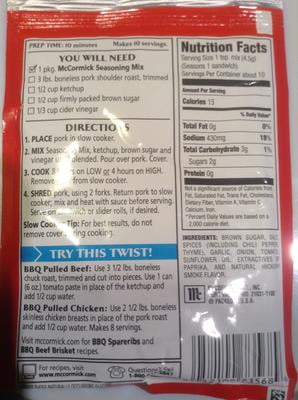 PREP TIME: 10 minutes Makes 10 servings.
YOU WILL NEED
1 pkg. McCormick Seasoning Mix
3 lbs. boneless pork shoulder roast, trimmed
1/2 cup ketchup
1/2 cup firmly packed brown sugar
1/3 cup cider vinegar
DIRECTIONS
1. PLACE pork in slow cooker.
2. MIX Seasoning Mix, ketchup, brown sugar and
vinegar until blended. Pour over pork. Cover.
3. COOK 8 hours on LOW or 4 hours on HIGH.
Remove pork from slow cooker.
4. SHRED pork, using 2 forks. Return pork to slow
cooker; mix and heat with sauce before serving.
Serve on sandwich or slider rolls, if desired.
Slow Cooker Tip: For best results, do not
remove cover during cooking.
TRY THIS TWIST!
BBQ Pulled Beef: Use 3 1/2 lbs. boneless
chuck roast, trimmed and cut into pieces. Use 1 can
(6 oz.) tomato paste in place of the ketchup and
add 1/2 cup water.
BBQ Pulled Chicken: Use 2 1/2 lbs. boneless
skinless chicken breasts in place of the pork roast
and add 1/2 cup water. Makes 8 servings.
Visit mccormick.com for BBQ Spareribs and
BBQ Beef Brisket recipes.
For recipes, visit
www.mccormick.com
Questions? Call
Nutrition Facts
Serving Size 1 tsp. mix (4.5g)
(Seasons 1 sandwich)
Servings Per Container about 10
Amount Per Serving
Calories 15
% Daily Value*
Total Fat 0g 0%
Sodium 430mg 18%
Total Carbohydrate 3g 1%
Sugars 2g
Protein 0g
Not a significant source of Calories from
Fat, Saturated Fat, Trans Fat, Cholesterol,
Dietary Fiber, Vitamin A, Vitamin C,
Calcium, Iron.
*Percent Daily Values are based on a
2,000 calorie diet.
INGREDIENTS: BROWN SUGAR, SALT,
SPICES (INCLUDING CHILI PEPPER,
THYME), GARLIC, ONION,
SUNFLOWER OIL, EXTRACTIVES OF
PAPRIKA, AND NATURAL HICKORY
SMOKE FLAVOR.
mc
INC.
MD 21031-1100
PACKED U.S.A.